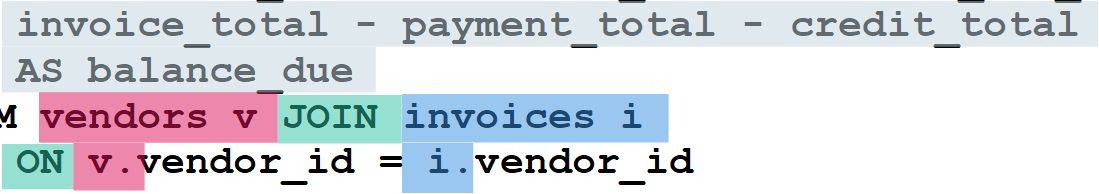 invoice_total - payment_total - credit_total
AS balance_due
M vendors v JOIN invoices i
ON v.vendor_id = i.vendor_id